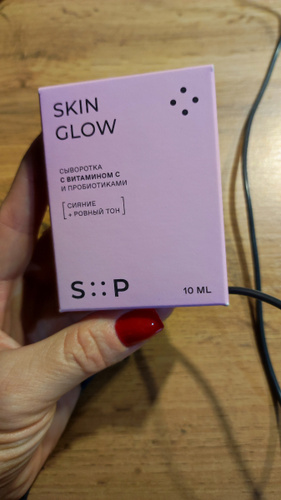 SKIN
GLOW
СЫВОРОТКА
С ВИТАМИНОМ С
И ПРОБИОТИКАМИ
[СИЯНИЕ
+ РОВНЫЙ ТОН]
S::P
10 ML